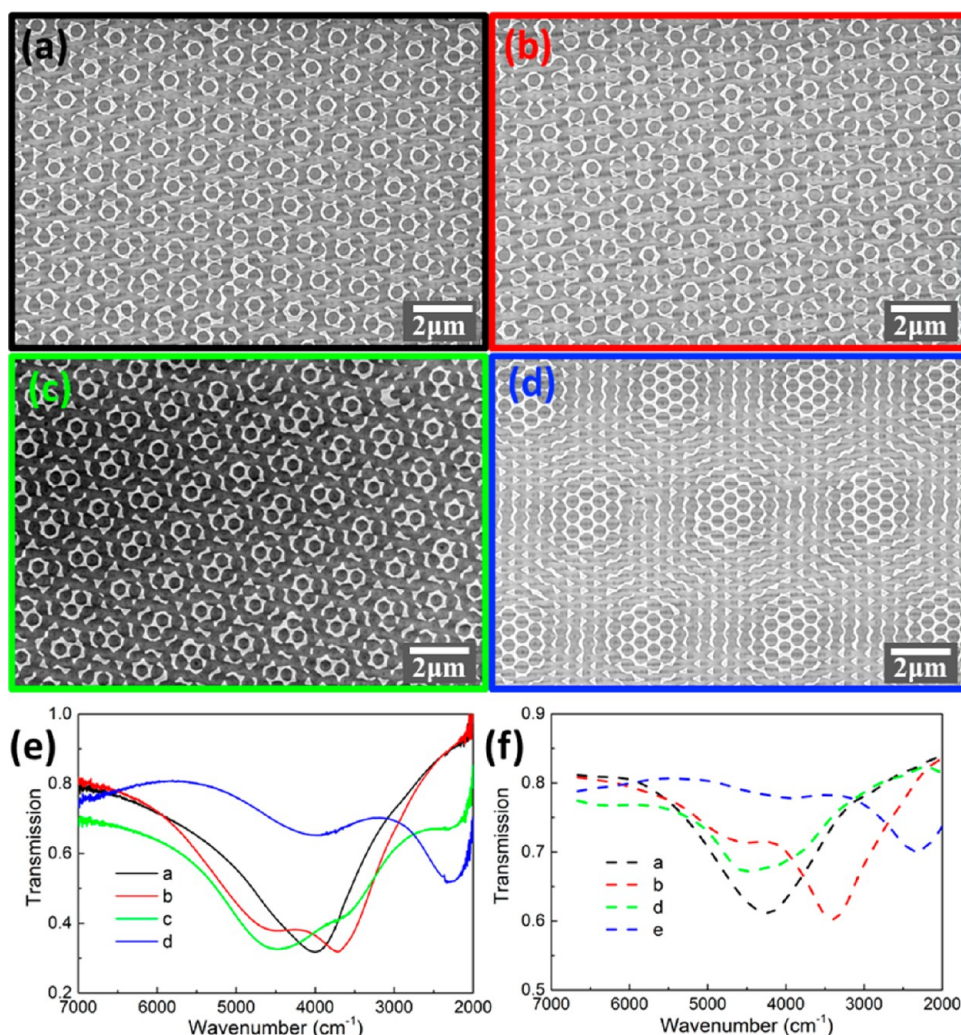 (a)
2μm
(b)
2μm
(c)
2μm
(d)
2μm
(e)
1.0
0.8
0.6
0.4
0.2
Transmission
a
b
c
d
7000 6000 5000 4000 3000 2000
Wavenumber (cm⁻¹)
(f)
0.9
0.8
0.7
0.6
0.5
Transmission
a
b
d
e
7000 6000 5000 4000 3000 2000
Wavenumber (cm⁻¹)